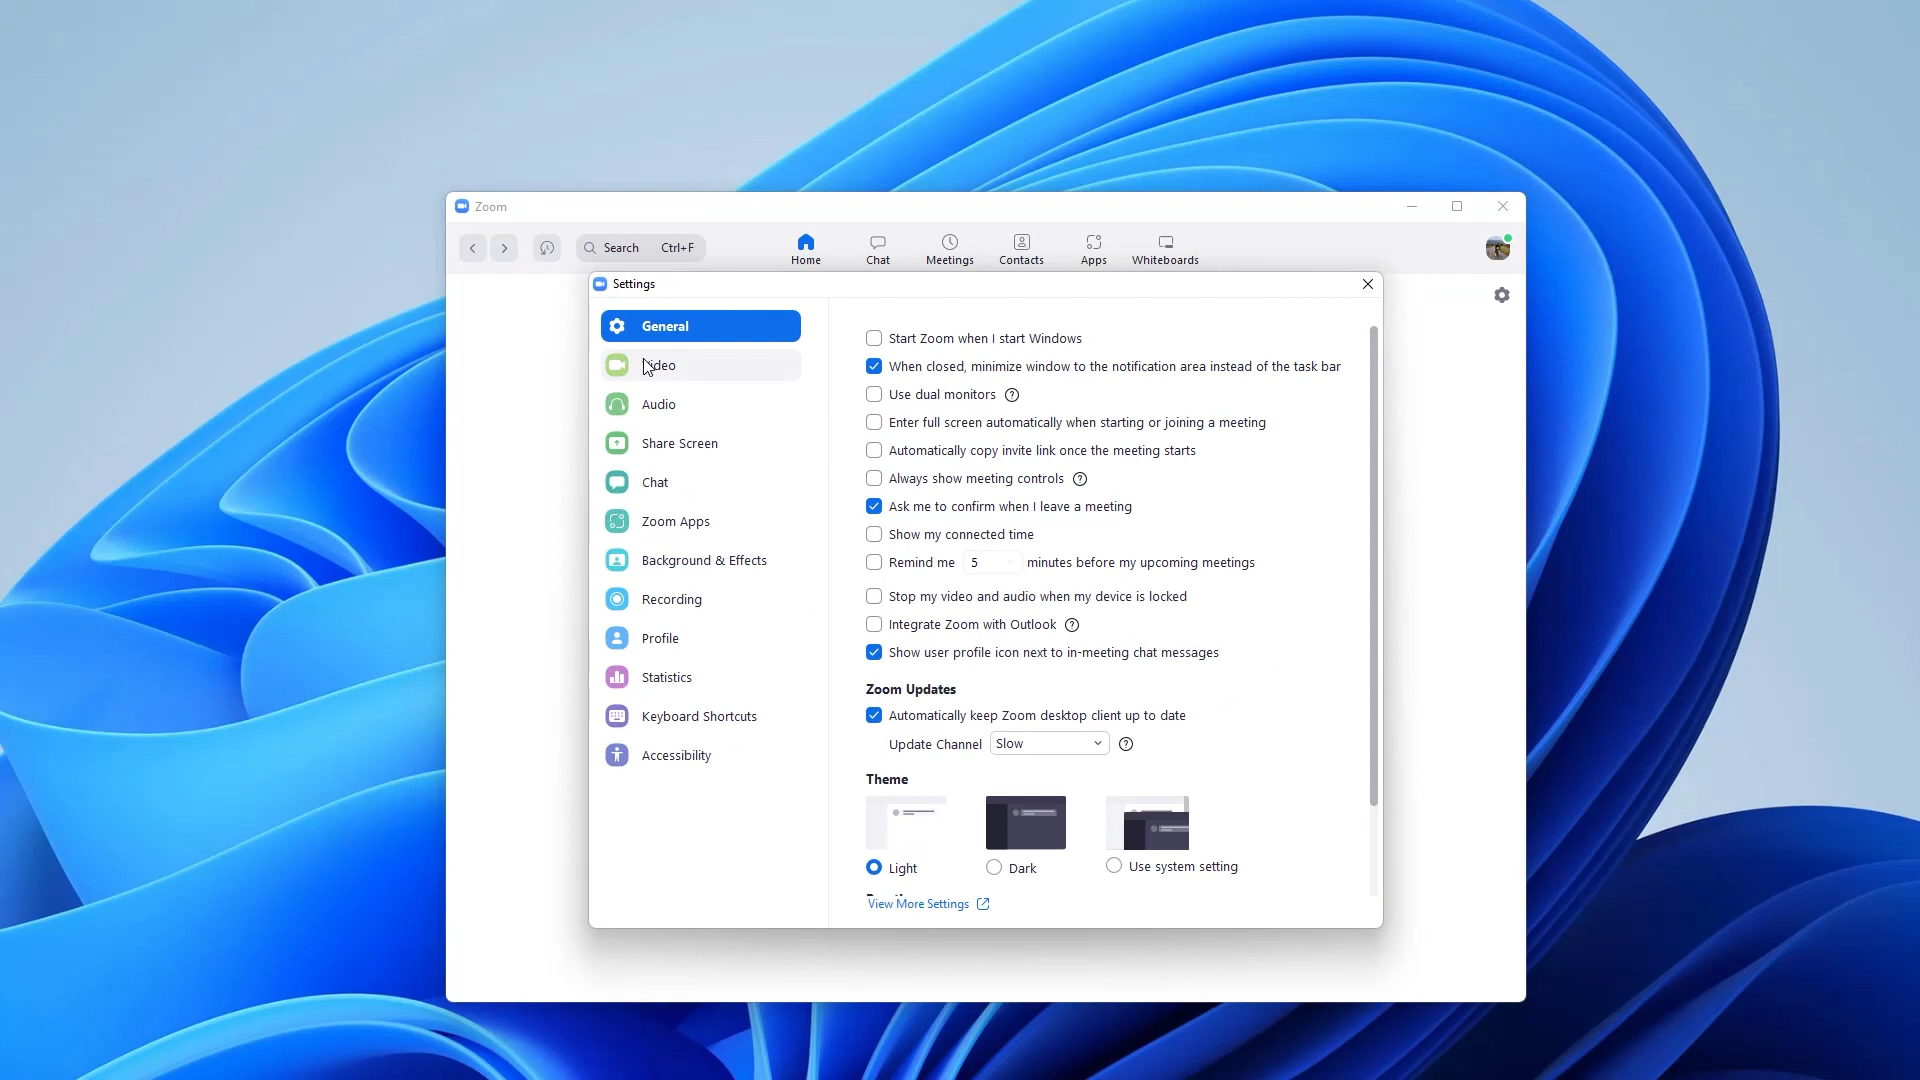 Zoom
Search Ctrl+F
Home
Chat
Meetings
Contacts
Apps
Whiteboards
Settings
General
Audio
Share Screen
Chat
Zoom Apps
Background & Effects
Recording
Profile
Statistics
Keyboard Shortcuts
Accessibility
Start Zoom when I start Windows
When closed, minimize window to the notification area instead of the task bar
Use dual monitors
Enter full screen automatically when starting or joining a meeting
Automatically copy invite link once the meeting starts
Always show meeting controls
Ask me to confirm when I leave a meeting
Show my connected time
Remind me 5 minutes before my upcoming meetings
Stop my video and audio when my device is locked
Integrate Zoom with Outlook
Show user profile icon next to in-meeting chat messages
Zoom Updates
Automatically keep Zoom desktop client up to date
Update Channel Slow
Theme
Light
Dark
Use system setting
View More Settings